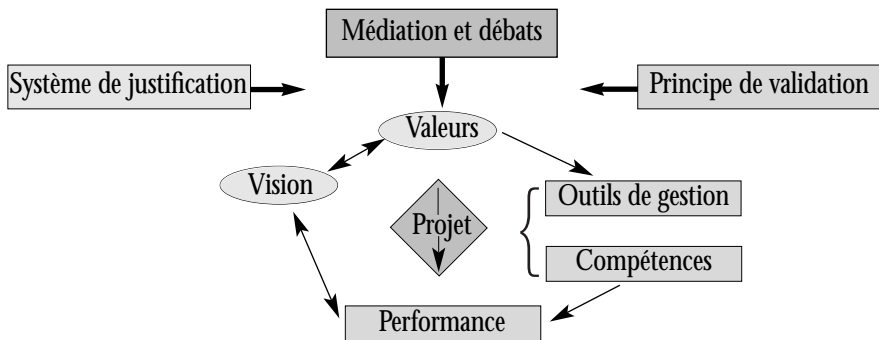 Médiation et débats
Système de justification
Principe de validation
Valeurs
Vision
Outils de gestion
Projet
Compétences
Performance